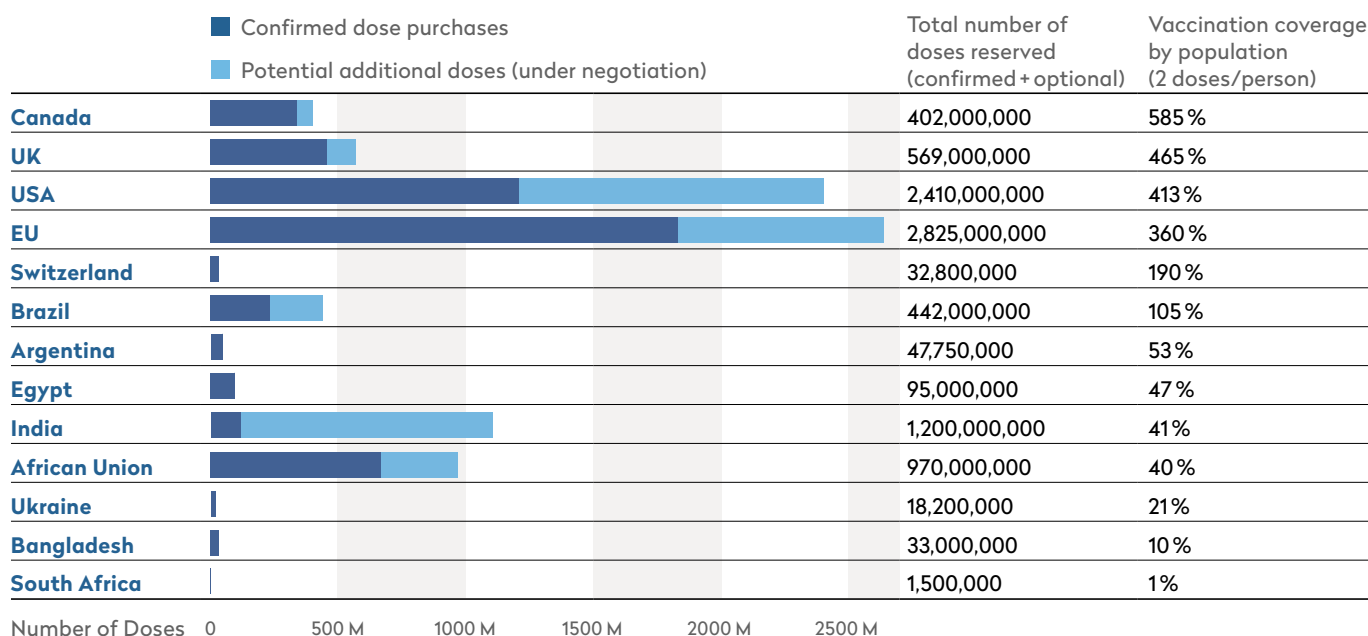 Confirmed dose purchases
Potential additional doses (under negotiation)
Total number of
doses reserved
(confirmed + optional)
Vaccination coverage
by population
(2 doses/person)
Canada 402,000,000 585 %
UK 569,000,000 465 %
USA 2,410,000,000 413 %
EU 2,825,000,000 360 %
Switzerland 32,800,000 190 %
Brazil 442,000,000 105 %
Argentina 47,750,000 53 %
Egypt 95,000,000 47 %
India 1,200,000,000 41 %
African Union 970,000,000 40 %
Ukraine 18,200,000 21 %
Bangladesh 33,000,000 10 %
South Africa 1,500,000 1 %
Number of Doses 0 500 M 1000 M 1500 M 2000 M 2500 M